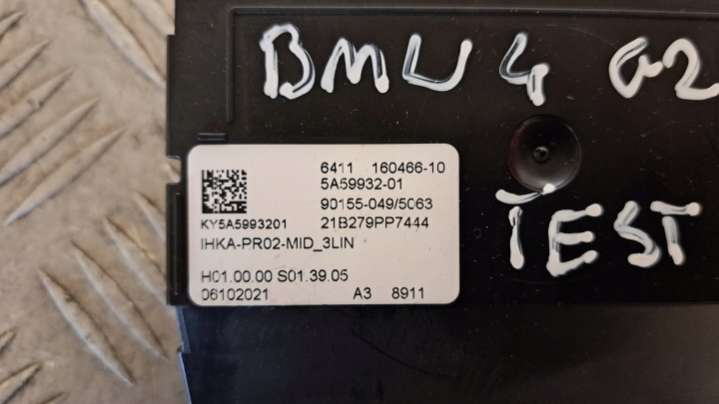 BMW 4 G2
TEST
6411 160466-10
5A59932-01
90155-049/5063
KY5A5993201 21B279PP7444
IHKA-PR02-MID_3LIN
H01.00.00 S01.39.05
06102021 A3 8911